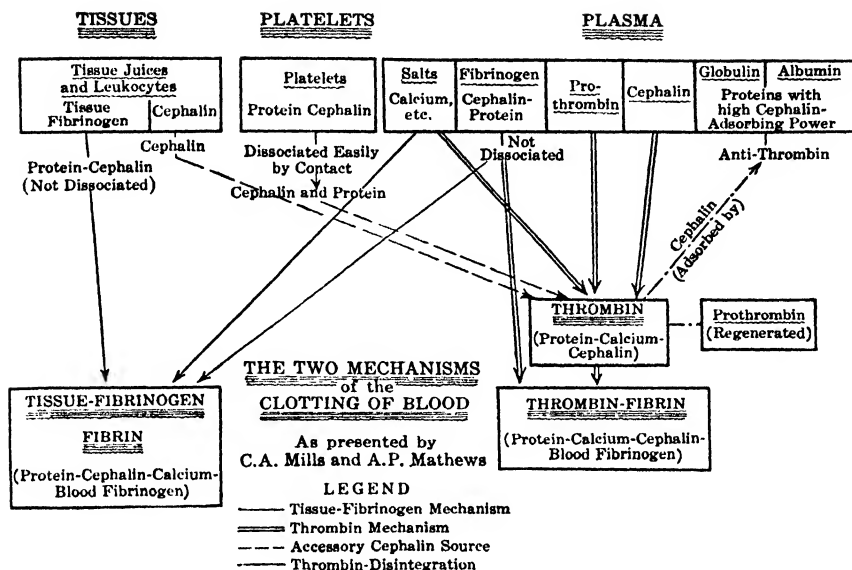 TISSUES
PLATELETS
PLASMA
Tissue Juices
and Leukocytes
Tissue
Fibrinogen
Cephalin
Platelets
Protein Cephalin
Salts
Calcium,
etc.
Fibrinogen
Cephalin-
Protein
Pro-
thrombin
Cephalin
Globulin
Albumin
Proteins with
high Cephalin-
Adsorbing Power
Cephalin
Protein-Cephalin
(Not Dissociated)
Dissociated Easily
by Contact
Cephalin and Protein
Not
Dissociated
Anti-Thrombin
Cephalin
(Adsorbed by)
THROMBIN
(Protein-Calcium-
Cephalin)
Prothrombin
(Regenerated)
TISSUE-FIBRINOGEN
FIBRIN
(Protein-Cephalin-Calcium-
Blood Fibrinogen)
THE TWO MECHANISMS
of the
CLOTTING OF BLOOD
As presented by
C.A. Mills and A.P. Mathews
THROMBIN-FIBRIN
(Protein-Calcium-Cephalin-
Blood Fibrinogen)
LEGEND
Tissue-Fibrinogen Mechanism
Thrombin Mechanism
Accessory Cephalin Source
Thrombin-Disintegration